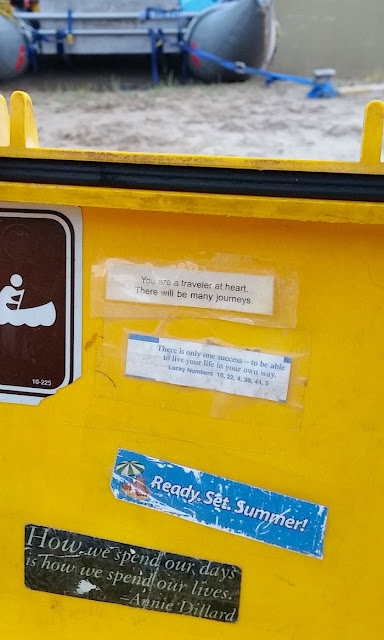 You are a traveler at heart.
There will be many journeys.
There is only one success – to be able
to live your life in your own way.
Lucky Numbers 16, 22, 4, 39, 44, 5
10-225
Ready. Set. Summer!
How we spend our days
is how we spend our lives.
–Annie Dillard